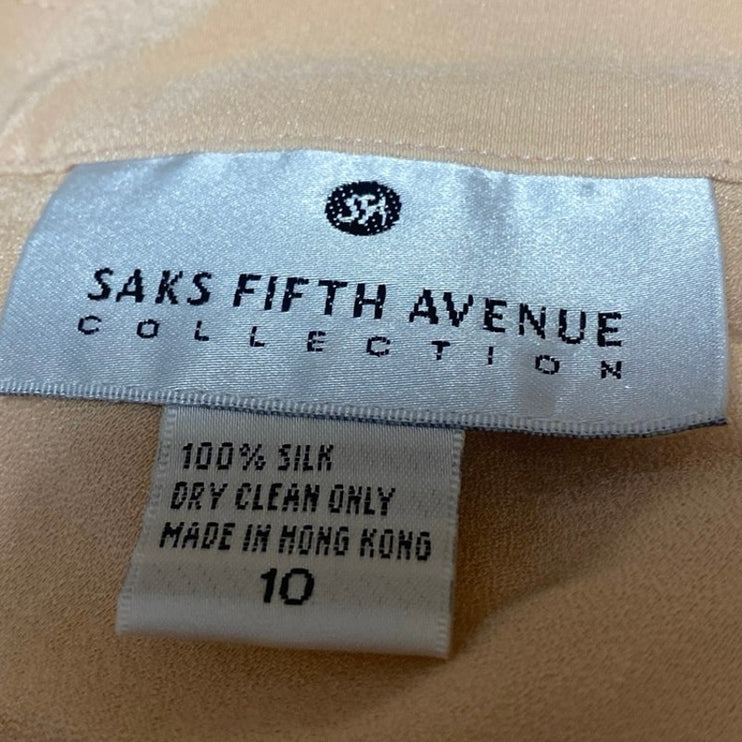 SFA
SAKS FIFTH AVENUE
COLLECTION
100% SILK
DRY CLEAN ONLY
MADE IN HONG KONG
10